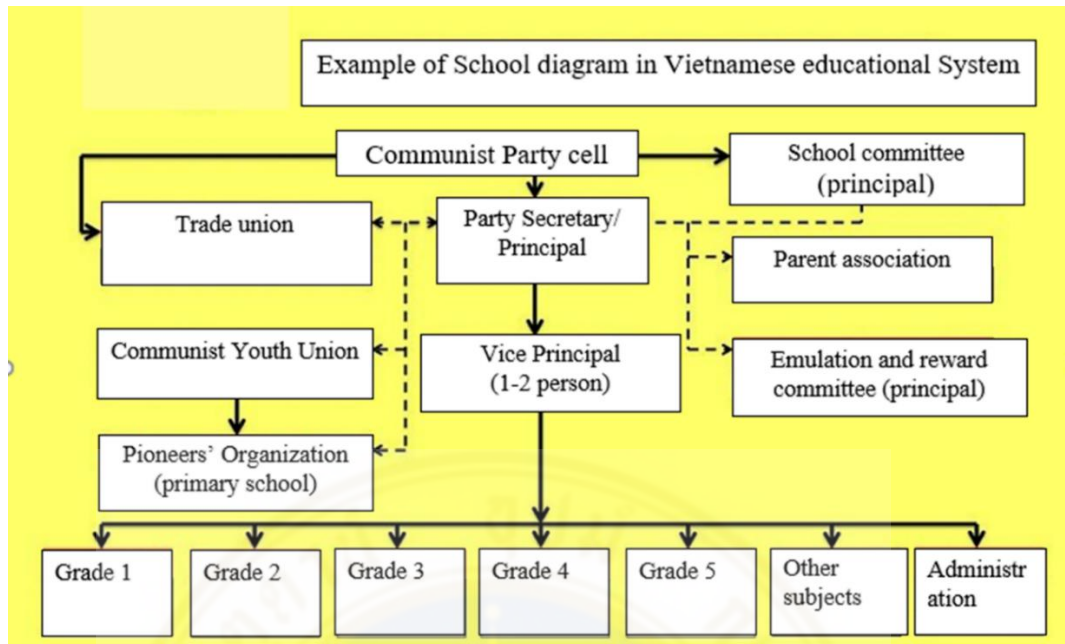 Example of School diagram in Vietnamese educational System
Communist Party cell
School committee
(principal)
Trade union
Party Secretary/
Principal
Parent association
Communist Youth Union
Vice Principal
(1-2 person)
Emulation and reward
committee (principal)
Pioneers’ Organization
(primary school)
Grade 1
Grade 2
Grade 3
Grade 4
Grade 5
Other
subjects
Administr
ation